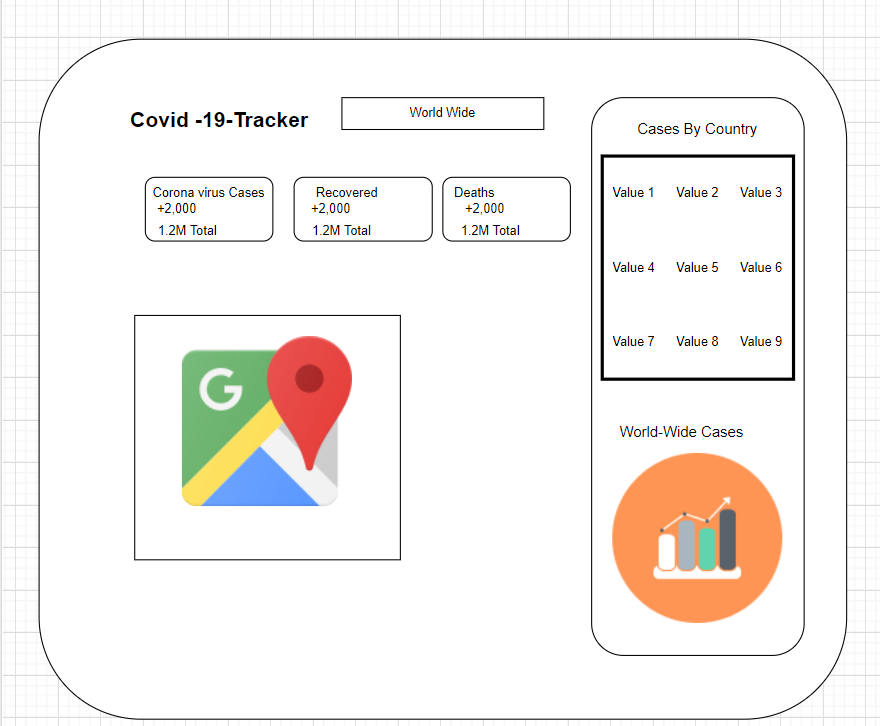 Covid -19-Tracker
World Wide
Corona virus Cases
+2,000
1.2M Total
Recovered
+2,000
1.2M Total
Deaths
+2,000
1.2M Total
G
Cases By Country
Value 1 Value 2 Value 3
Value 4 Value 5 Value 6
Value 7 Value 8 Value 9
World-Wide Cases